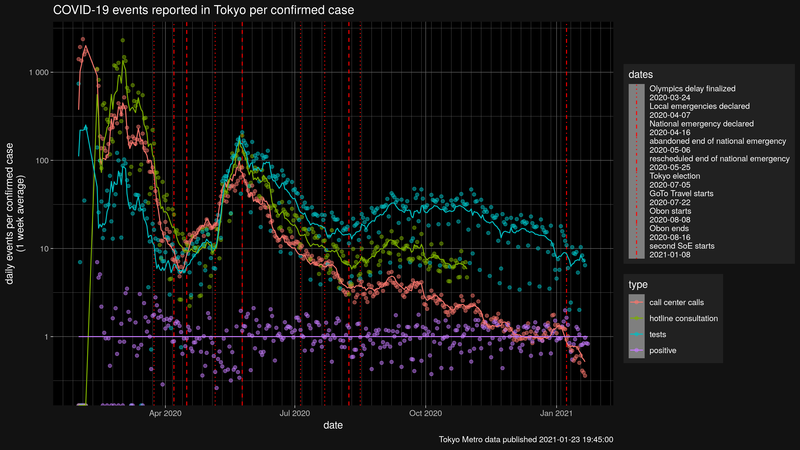 COVID-19 events reported in Tokyo per confirmed case
daily events per confirmed case
(1 week average)
1 000
100
10
1
Apr 2020
Jul 2020
Oct 2020
Jan 2021
date
dates
Olympics delay finalized
2020-03-24
Local emergencies declared
2020-04-07
National emergency declared
2020-04-16
abandoned end of national emergency
2020-05-06
rescheduled end of national emergency
2020-05-25
Tokyo election
2020-07-05
GoTo Travel starts
2020-07-22
Obon starts
2020-08-08
Obon ends
2020-08-16
second SoE starts
2021-01-08
type
call center calls
hotline consultation
tests
positive
Tokyo Metro data published 2021-01-23 19:45:00